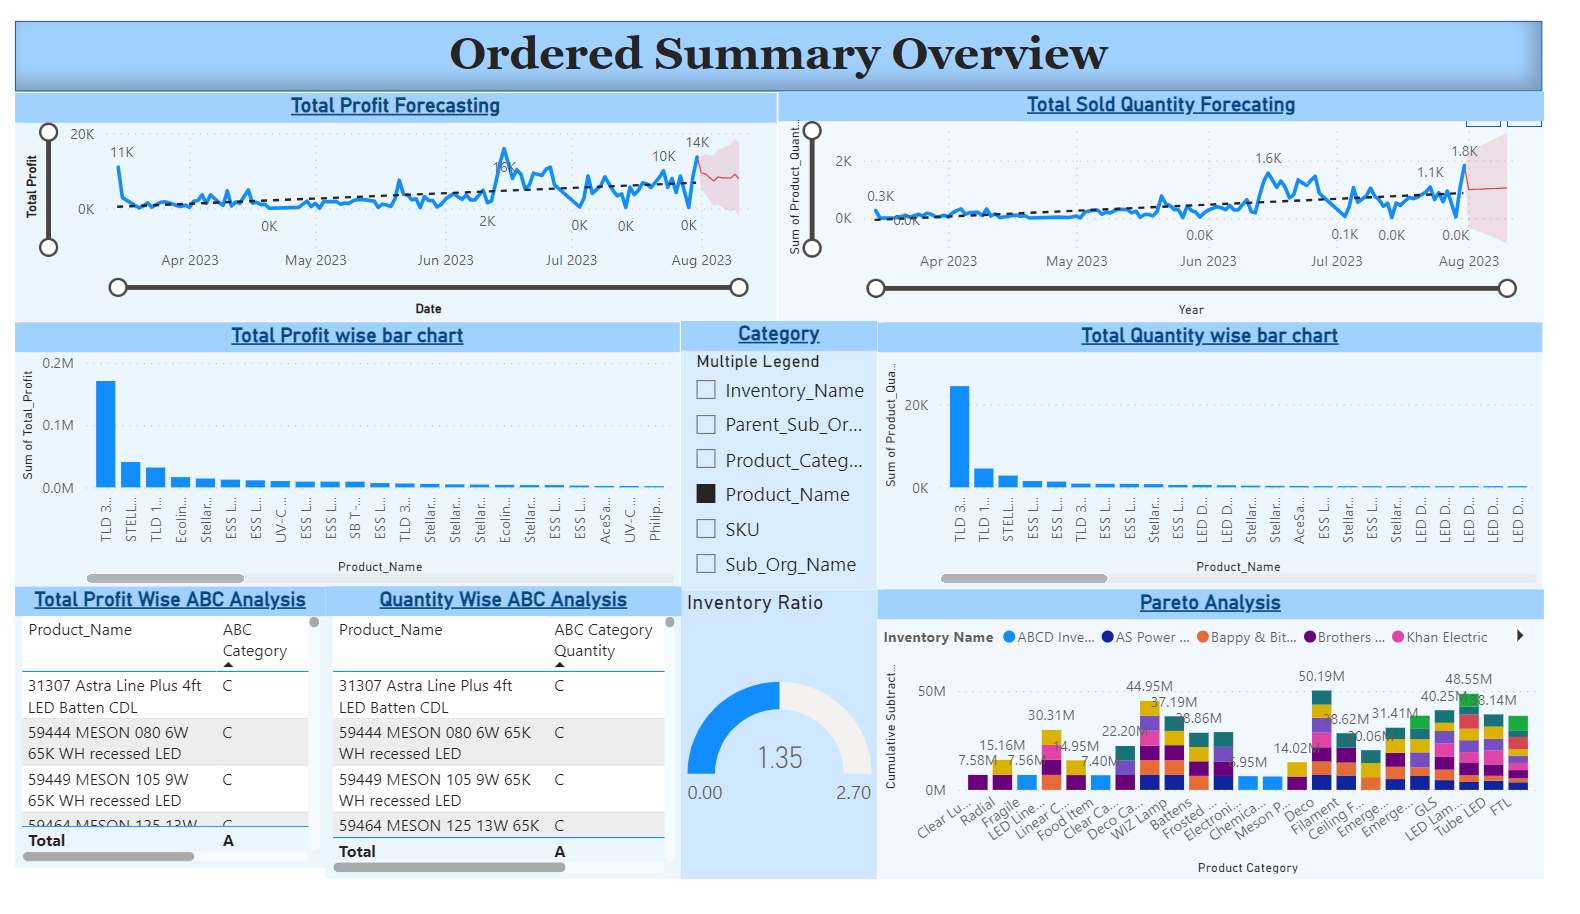 Ordered Summary Overview
Total Profit Forecasting
Total Profit
20K
0K
11K
0K
16K
2K
0K
0K
10K
14K
0K
Apr 2023
May 2023
Jun 2023
Jul 2023
Aug 2023
Date
Total Sold Quantity Forecating
Sum of Product_Quant...
2K
0K
0.3K
0.0K
0.0K
1.6K
0.1K
0.0K
1.1K
1.8K
0.0K
Apr 2023
May 2023
Jun 2023
Jul 2023
Aug 2023
Year
Total Profit wise bar chart
Sum of Total_Profit
0.2M
0.1M
0.0M
TLD 3...
STELL...
TLD 1...
Ecolin...
Stellar...
ESS L...
ESS L...
UV-C ...
ESS L...
ESS L...
SB T-...
ESS L...
TLD 3...
Stellar...
Stellar...
Stellar...
Ecolin...
Stellar...
ESS L...
ESS L...
AceSa...
UV-C ...
Philip...
Product_Name
Category
Multiple Legend
Inventory_Name
Parent_Sub_Or...
Product_Categ...
Product_Name
SKU
Sub_Org_Name
Total Quantity wise bar chart
Sum of Product_Qua...
20K
0K
TLD 3...
TLD 1...
STELL...
ESS L...
ESS L...
TLD 3...
ESS L...
ESS L...
Stellar...
ESS L...
LED D...
LED D...
Stellar...
Stellar...
AceSa...
ESS L...
Stellar...
ESS L...
Stellar...
LED D...
LED D...
LED D...
LED D...
LED D...
Product_Name
Total Profit Wise ABC Analysis
Product_Name
ABC
Category
31307 Astra Line Plus 4ft
LED Batten CDL
C
59444 MESON 080 6W
65K WH recessed LED
C
59449 MESON 105 9W
65K WH recessed LED
C
59464 MESON 125 13W
C
Total
A
Quantity Wise ABC Analysis
Product_Name
ABC Category
Quantity
31307 Astra Line Plus 4ft
LED Batten CDL
C
59444 MESON 080 6W 65K
WH recessed LED
C
59449 MESON 105 9W 65K
WH recessed LED
C
59464 MESON 125 13W 65K
C
Total
A
Inventory Ratio
1.35
0.00
2.70
Pareto Analysis
Inventory Name
ABCD Inve...
AS Power ...
Bappy & Bit...
Brothers ...
Khan Electric
Cumulative Subtract...
50M
0M
7.58M
15.16M
7.56M
30.31M
14.95M
7.40M
22.20M
44.95M
37.19M
28.86M
6.95M
14.02M
50.19M
28.62M
20.06M
31.41M
40.25M
48.55M
38.14M
Clear Lu...
Radial
Fragile
LED Line...
Linear C...
Food Item
Clear Ca...
Deco Ca...
WIZ Lamp
Battens
Frosted ...
Electroni...
Chemica...
Meson P...
Deco
Filament
Ceiling F...
Emerge...
Emerge...
GLS
LED Lam...
Tube LED
FTL
Product Category